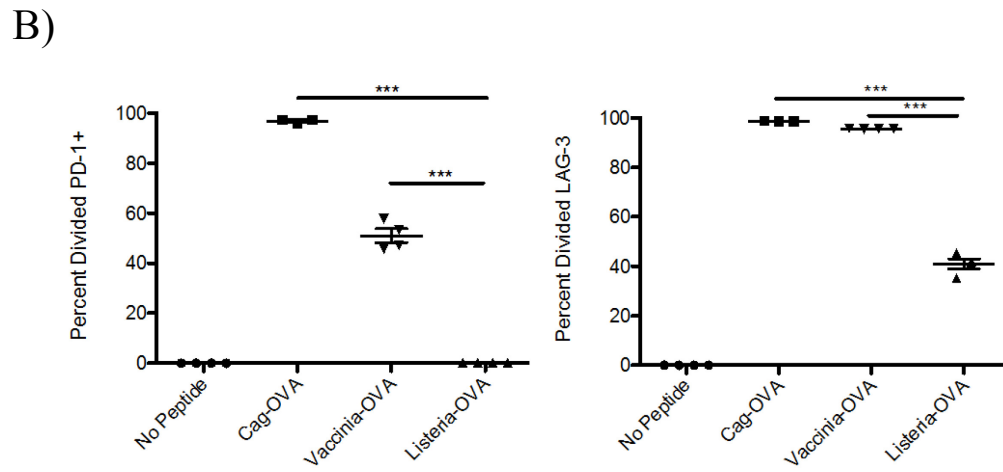 B)
Percent Divided PD-1+
100
80
60
40
20
0
***
***
No Peptide
Cag-OVA
Vaccinia-OVA
Listeria-OVA
Percent Divided LAG-3
100
80
60
40
20
0
***
***
No Peptide
Cag-OVA
Vaccinia-OVA
Listeria-OVA